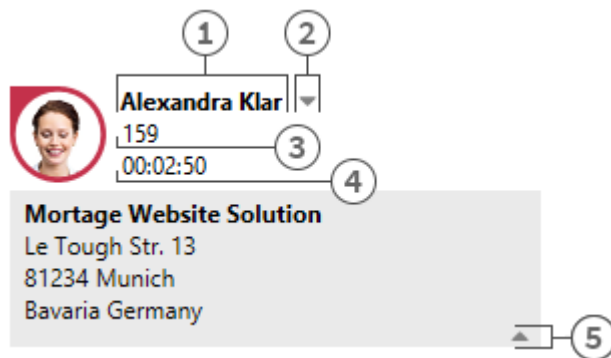 1 2
Alexandra Klar
159
3
00:02:50
4
Mortage Website Solution
Le Tough Str. 13
81234 Munich
Bavaria Germany
5